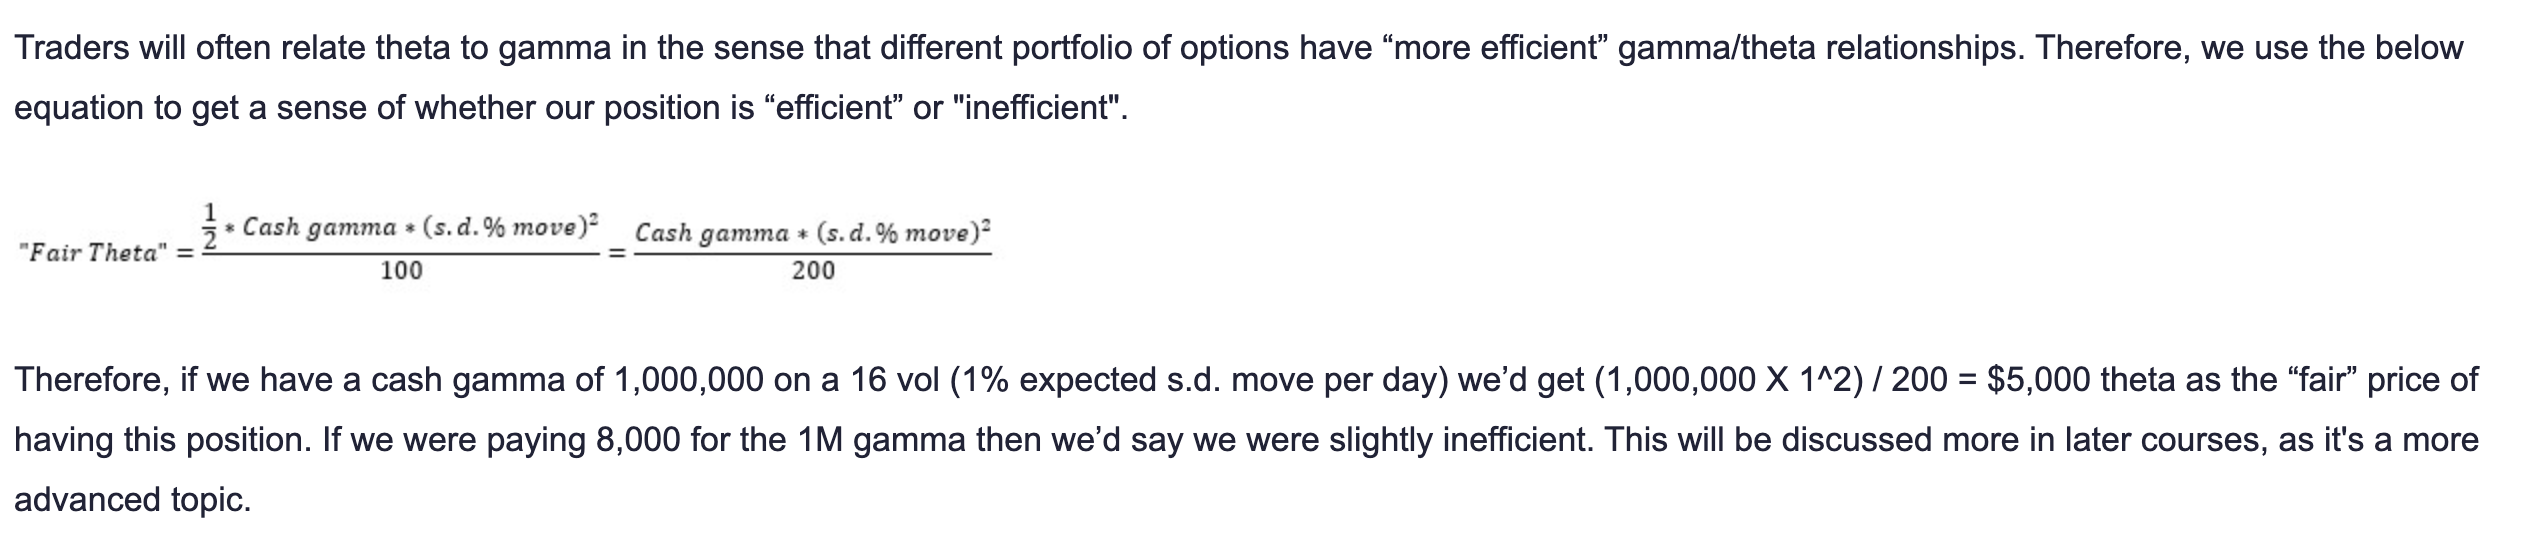 Traders will often relate theta to gamma in the sense that different portfolio of options have “more efficient” gamma/theta relationships. Therefore, we use the below
equation to get a sense of whether our position is “efficient” or "inefficient".
"Fair Theta" = \frac{\frac{1}{2} * Cash gamma * (s.d.% move)²}{100} = \frac{Cash gamma * (s.d.% move)²}{200}
Therefore, if we have a cash gamma of 1,000,000 on a 16 vol (1% expected s.d. move per day) we’d get (1,000,000 X 1^2) / 200 = $5,000 theta as the “fair” price of
having this position. If we were paying 8,000 for the 1M gamma then we’d say we were slightly inefficient. This will be discussed more in later courses, as it's a more
advanced topic.